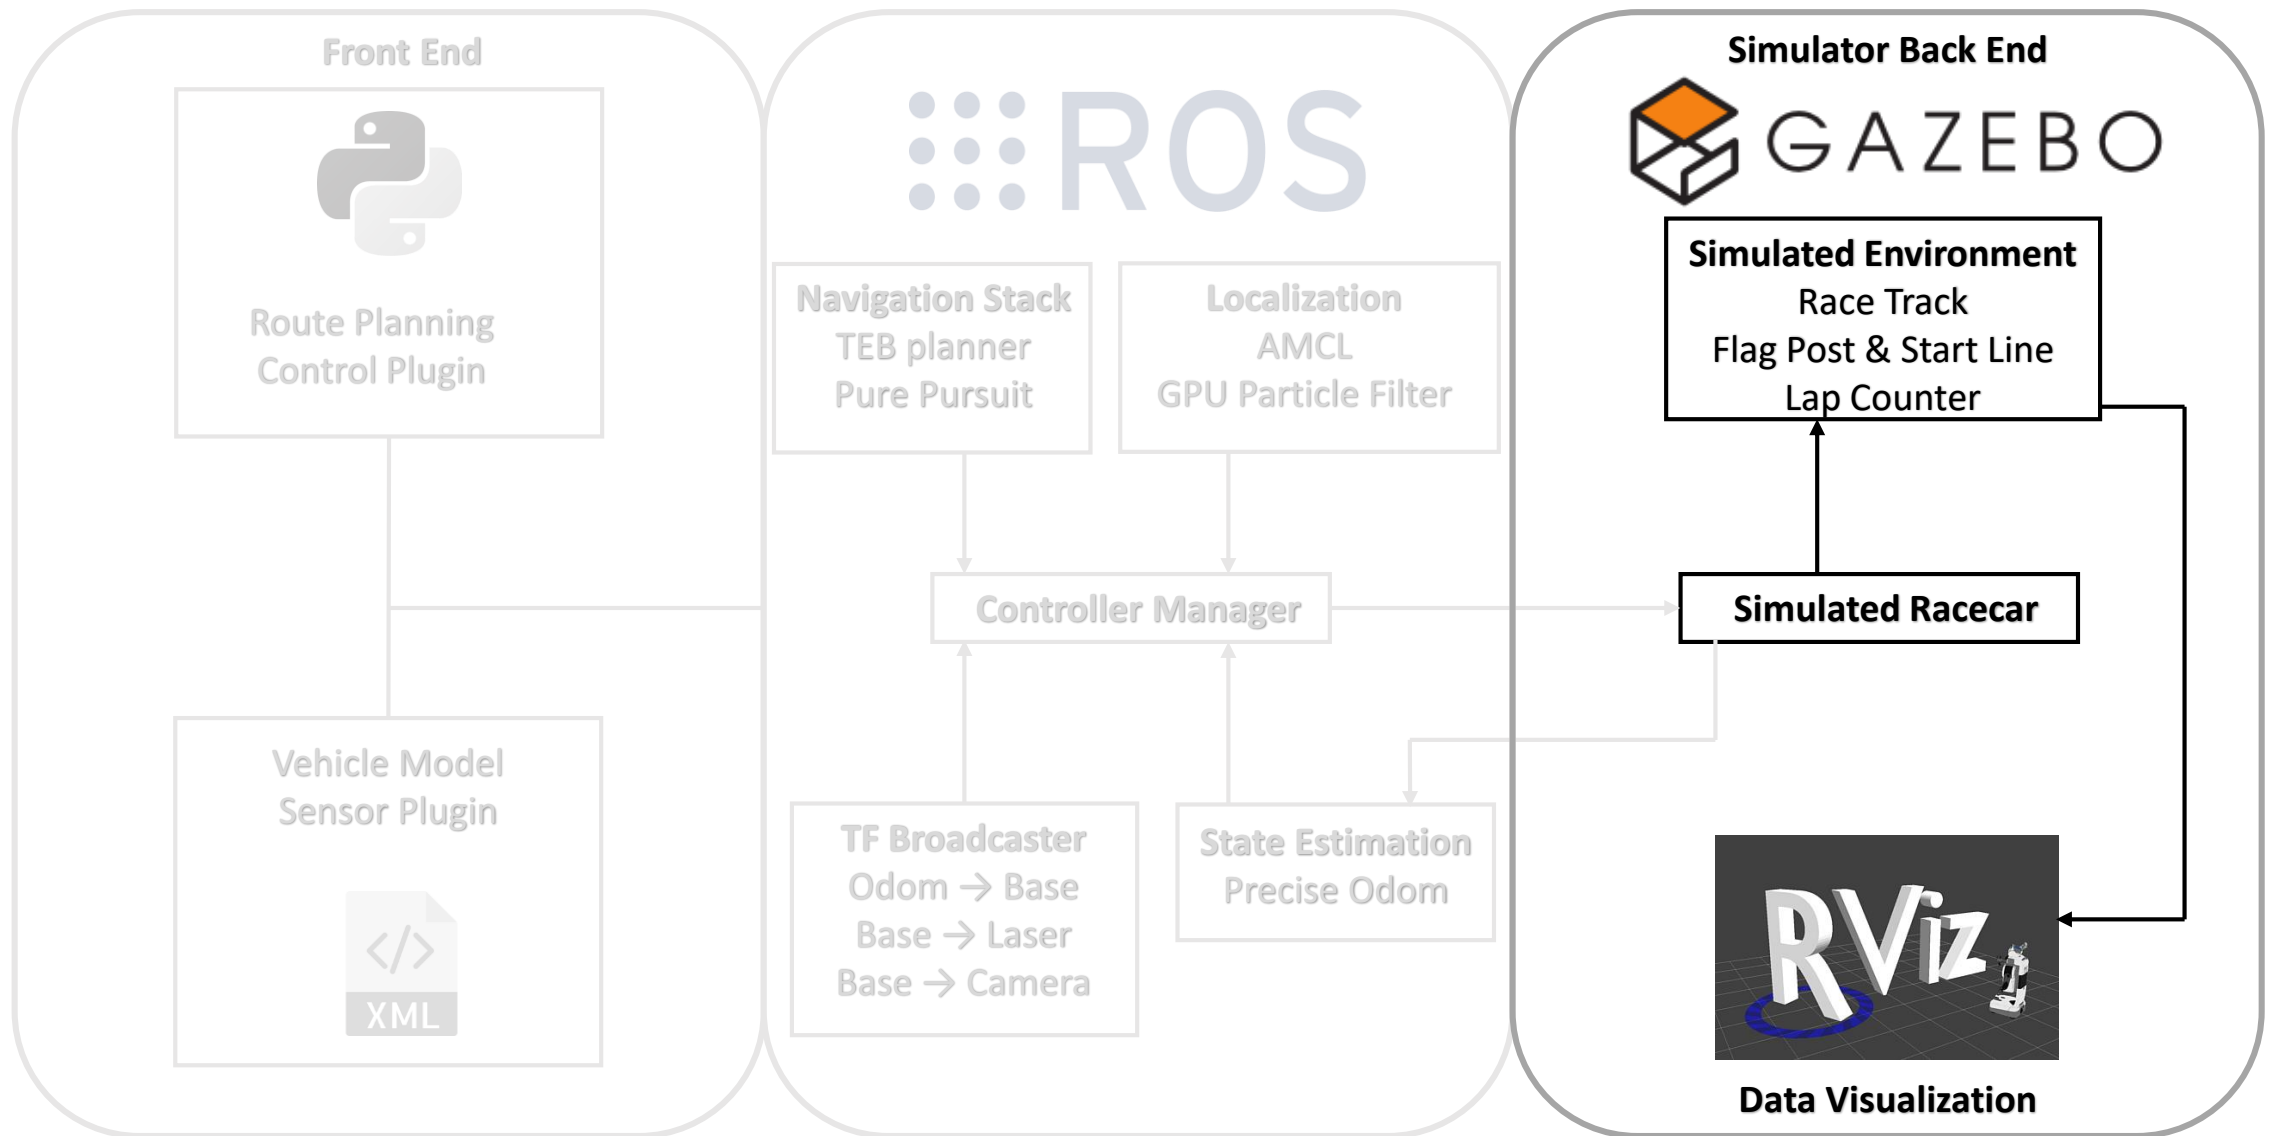 Front End
Route Planning
Control Plugin
Vehicle Model
Sensor Plugin
</>
XML
ROS
Navigation Stack
TEB planner
Pure Pursuit
Localization
AMCL
GPU Particle Filter
Controller Manager
TF Broadcaster
Odom → Base
Base → Laser
Base → Camera
State Estimation
Precise Odom
Simulator Back End
GAZEBO
Simulated Environment
Race Track
Flag Post & Start Line
Lap Counter
Simulated Racecar
RViz
Data Visualization